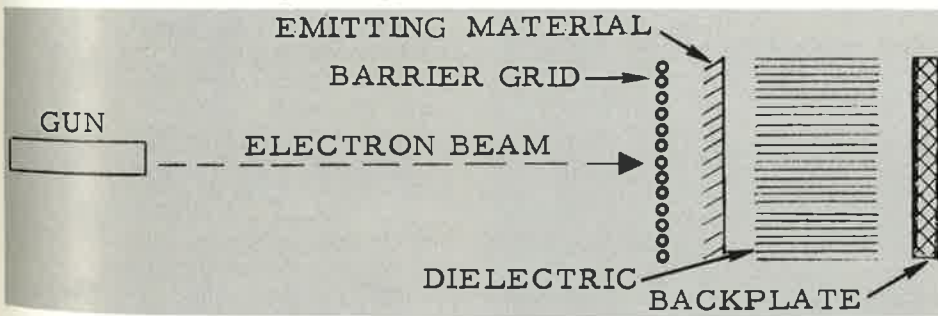 EMITTING MATERIAL
BARRIER GRID
GUN
ELECTRON BEAM
DIELECTRIC
BACKPLATE